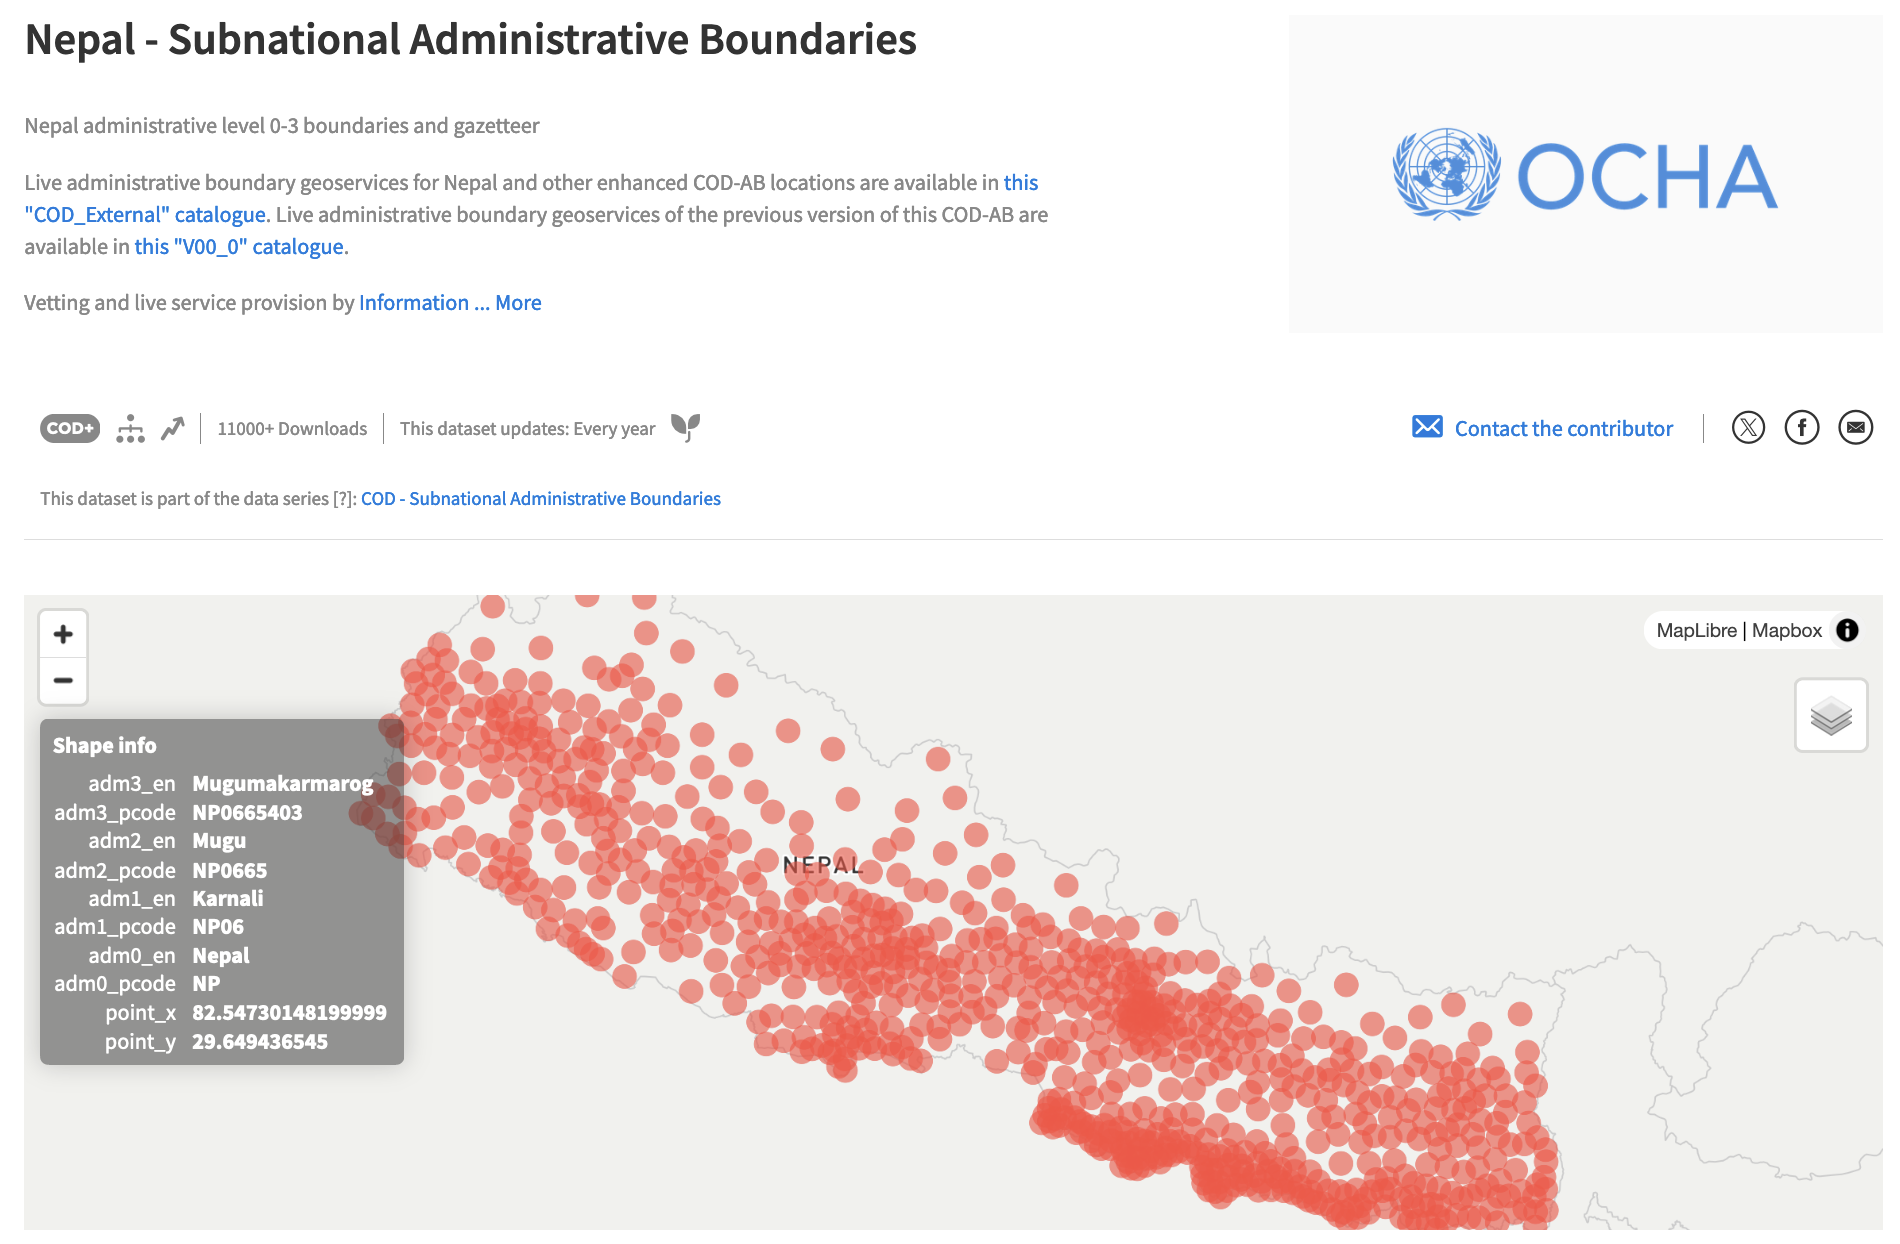 Nepal - Subnational Administrative Boundaries
OCHA
Nepal administrative level 0-3 boundaries and gazetteer
Live administrative boundary geoservices for Nepal and other enhanced COD-AB locations are available in this
"COD_External" catalogue. Live administrative boundary geoservices of the previous version of this COD-AB are
available in this "V00_0" catalogue.
Vetting and live service provision by Information ... More
COD+ 11000+ Downloads This dataset updates: Every year
Contact the contributor
This dataset is part of the data series [?]: COD - Subnational Administrative Boundaries
MapLibre | Mapbox
Shape info
adm3_en Mugumakarmarog
adm3_pcode NP0665403
adm2_en Mugu
adm2_pcode NP0665
adm1_en Karnali
adm1_pcode NP06
adm0_en Nepal
adm0_pcode NP
point_x 82.54730148199999
point_y 29.649436545
NEPAL